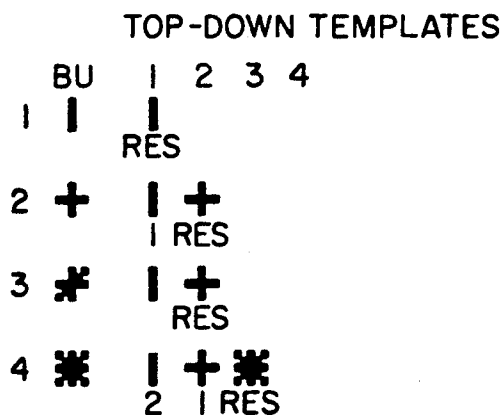 TOP-DOWN TEMPLATES
BU 1 2 3 4
1
RES
2
1 RES
3
RES
4
2 1 RES